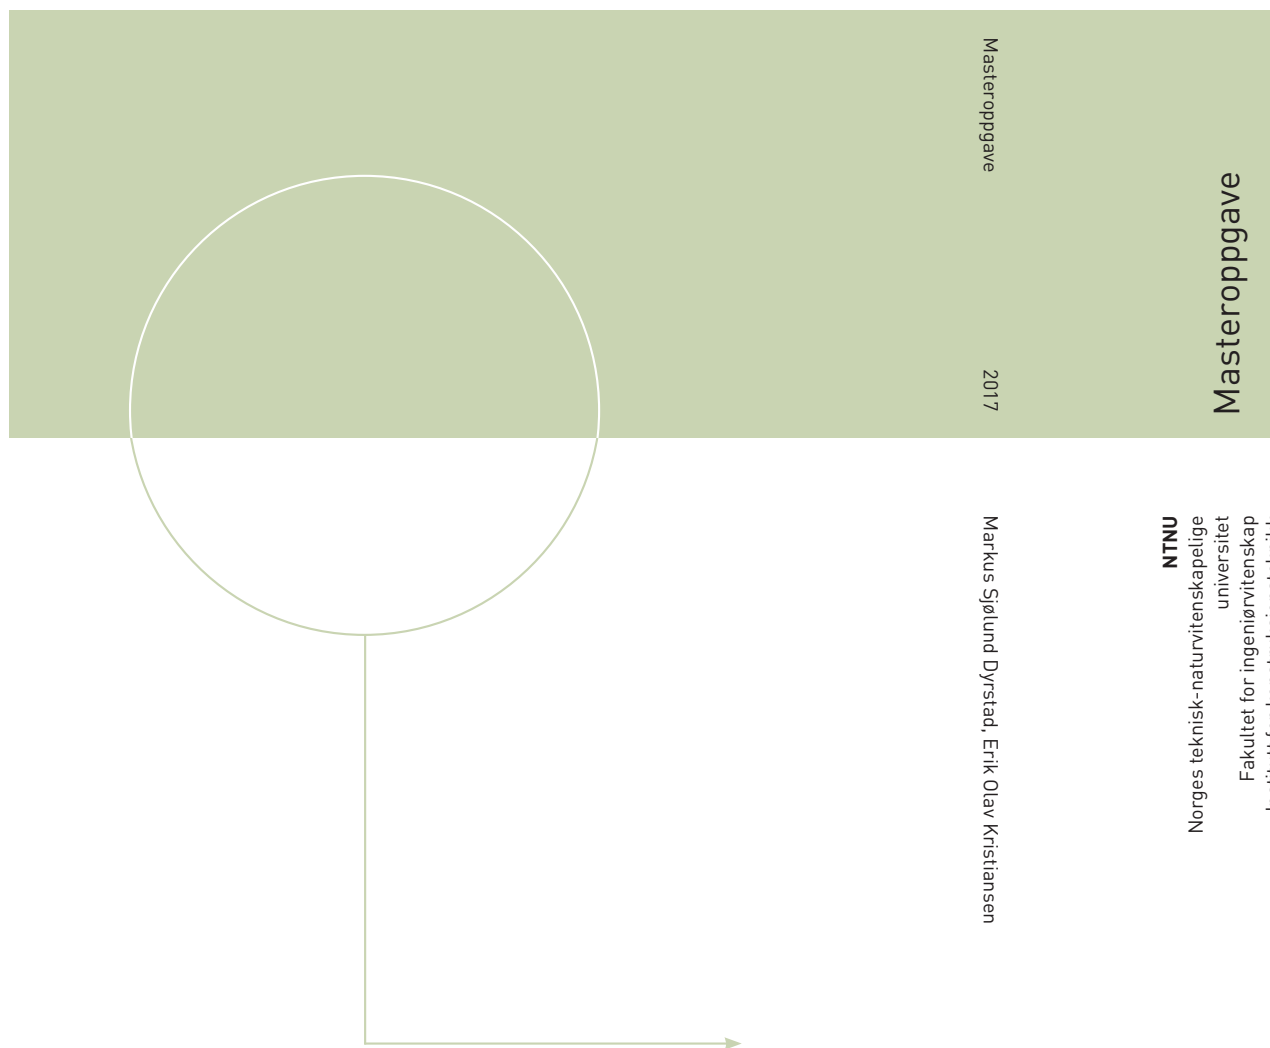 Masteroppgave
2017
Markus Sjølund Dyrstad, Erik Olav Kristiansen
Masteroppgave
NTNU
Norges teknisk-naturvitenskapelige
universitet
Fakultet for ingeniørvitenskap